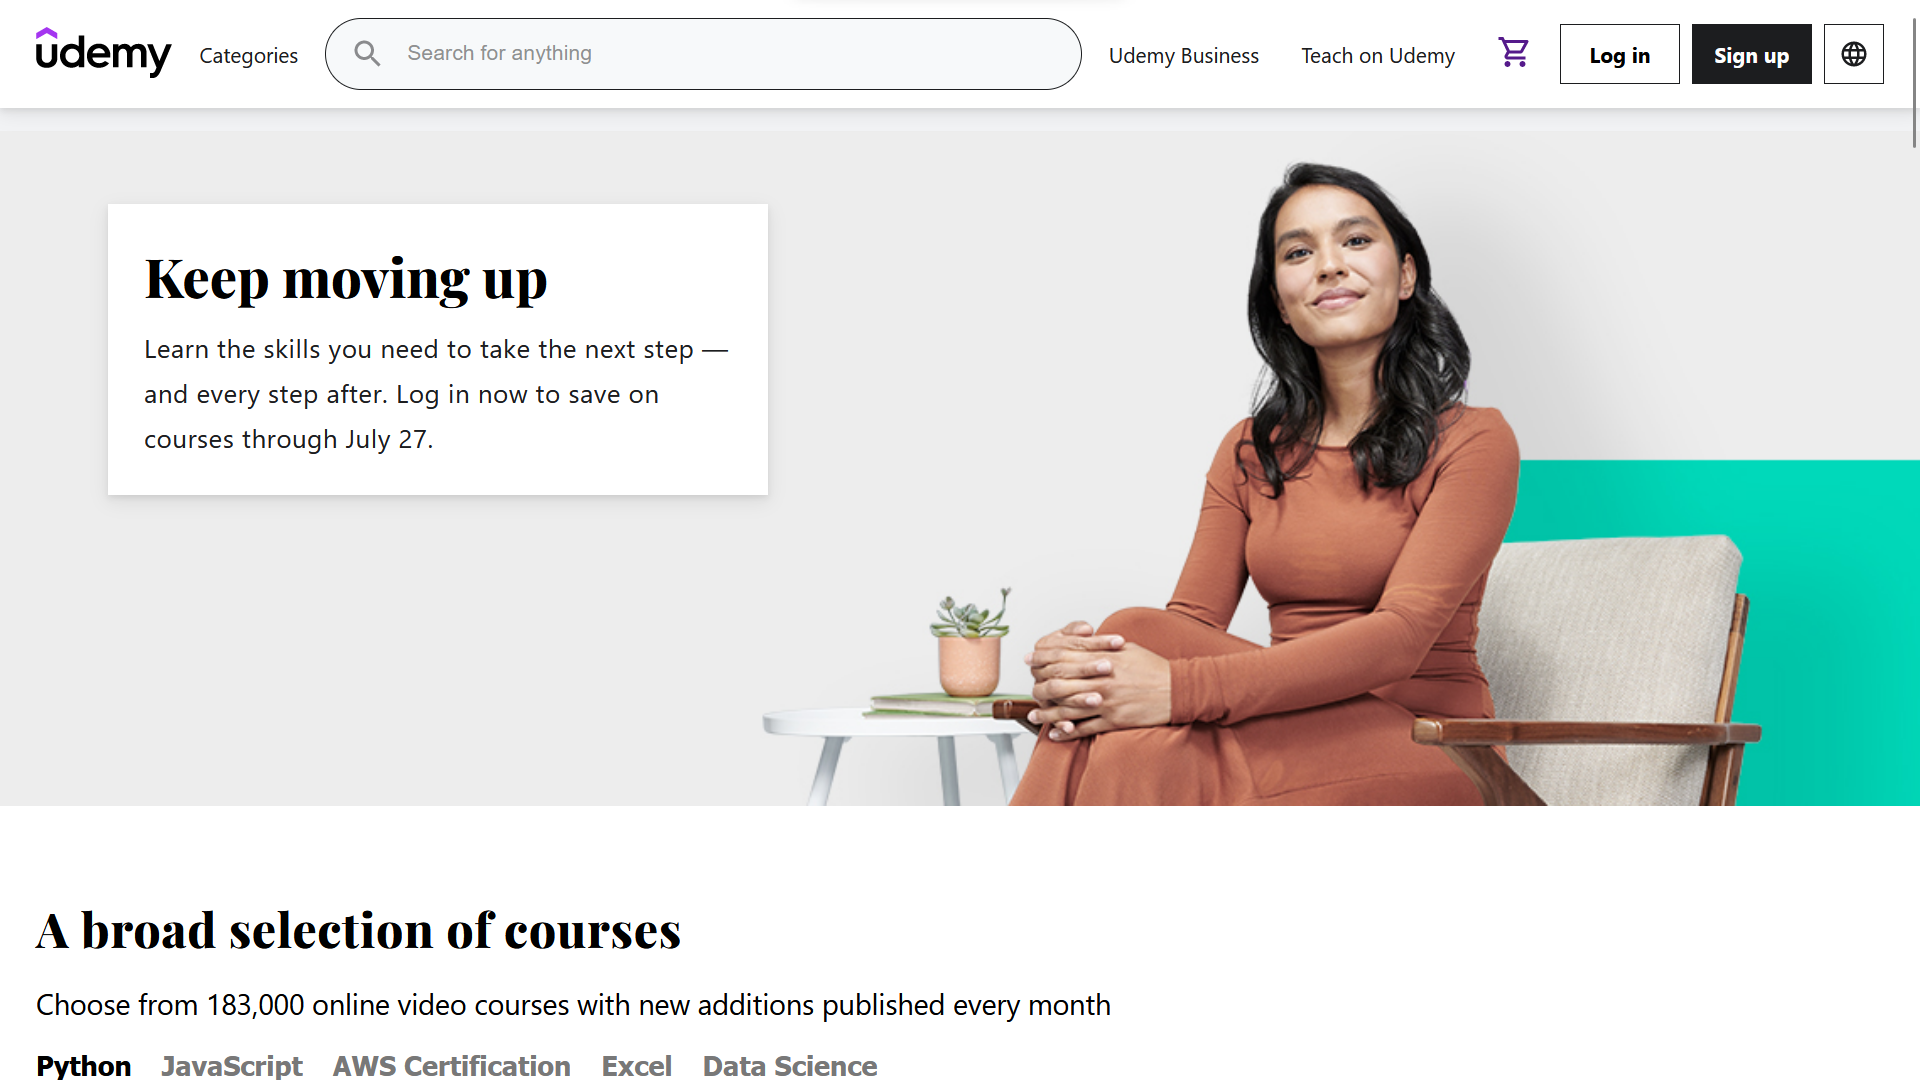 udemy
Categories
Search for anything
Udemy Business
Teach on Udemy
Log in
Sign up
Keep moving up
Learn the skills you need to take the next step —
and every step after. Log in now to save on
courses through July 27.
A broad selection of courses
Choose from 183,000 online video courses with new additions published every month
Python
JavaScript
AWS Certification
Excel
Data Science